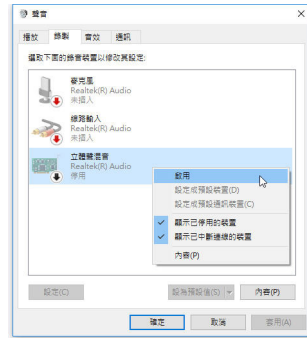 聲音
播放 錄製 音效 通訊
選取下面的錄音裝置以修改其設定:
麥克風
Realtek(R) Audio
未插入
線路輸入
Realtek(R) Audio
未插入
立體聲混音
Realtek(R) Audio
停用
啟用
設定成預設裝置(D)
設定成預設通訊裝置(C)
顯示已停用的裝置
顯示已中斷連線的裝置
內容(P)
設定(C) 設為預設值(S) 內容(P)
確定 取消 套用(A)